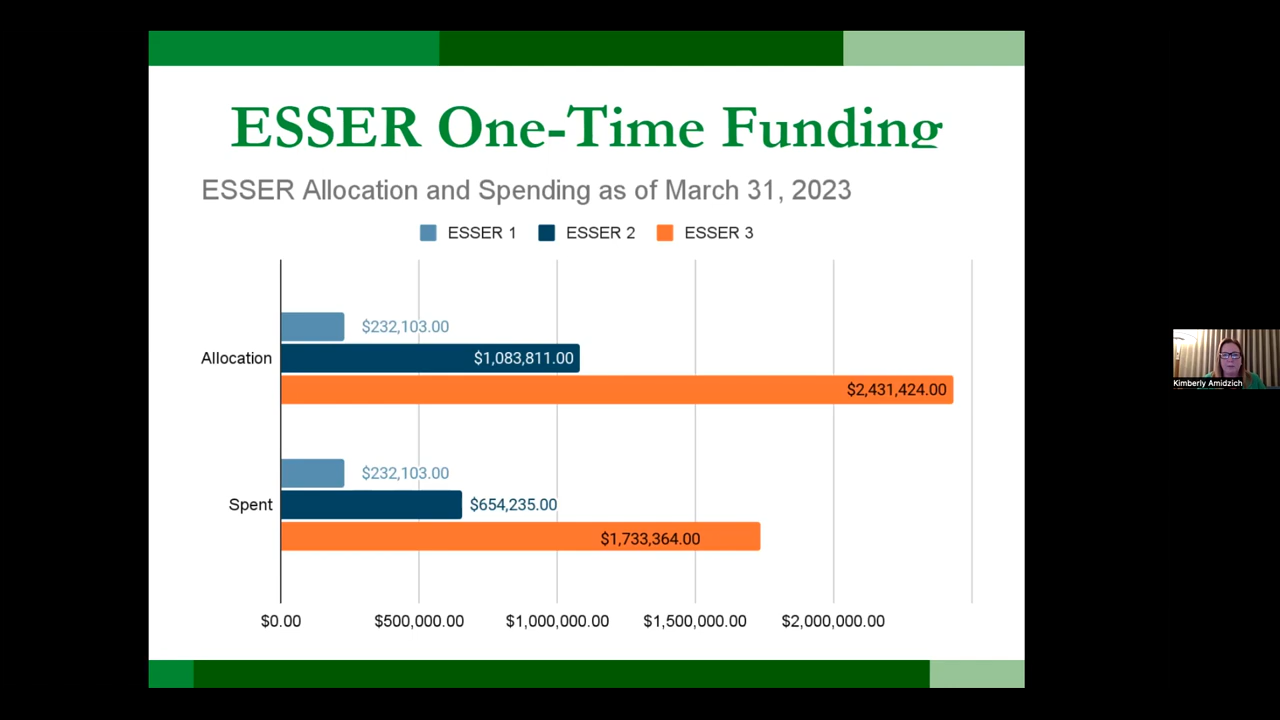 ESSER One-Time Funding
ESSER Allocation and Spending as of March 31, 2023
ESSER 1 ESSER 2 ESSER 3
$232,103.00
Allocation $1,083,811.00
$2,431,424.00
$232,103.00
Spent $654,235.00
$1,733,364.00
$0.00 $500,000.00 $1,000,000.00 $1,500,000.00 $2,000,000.00
Kimberly Amidzich